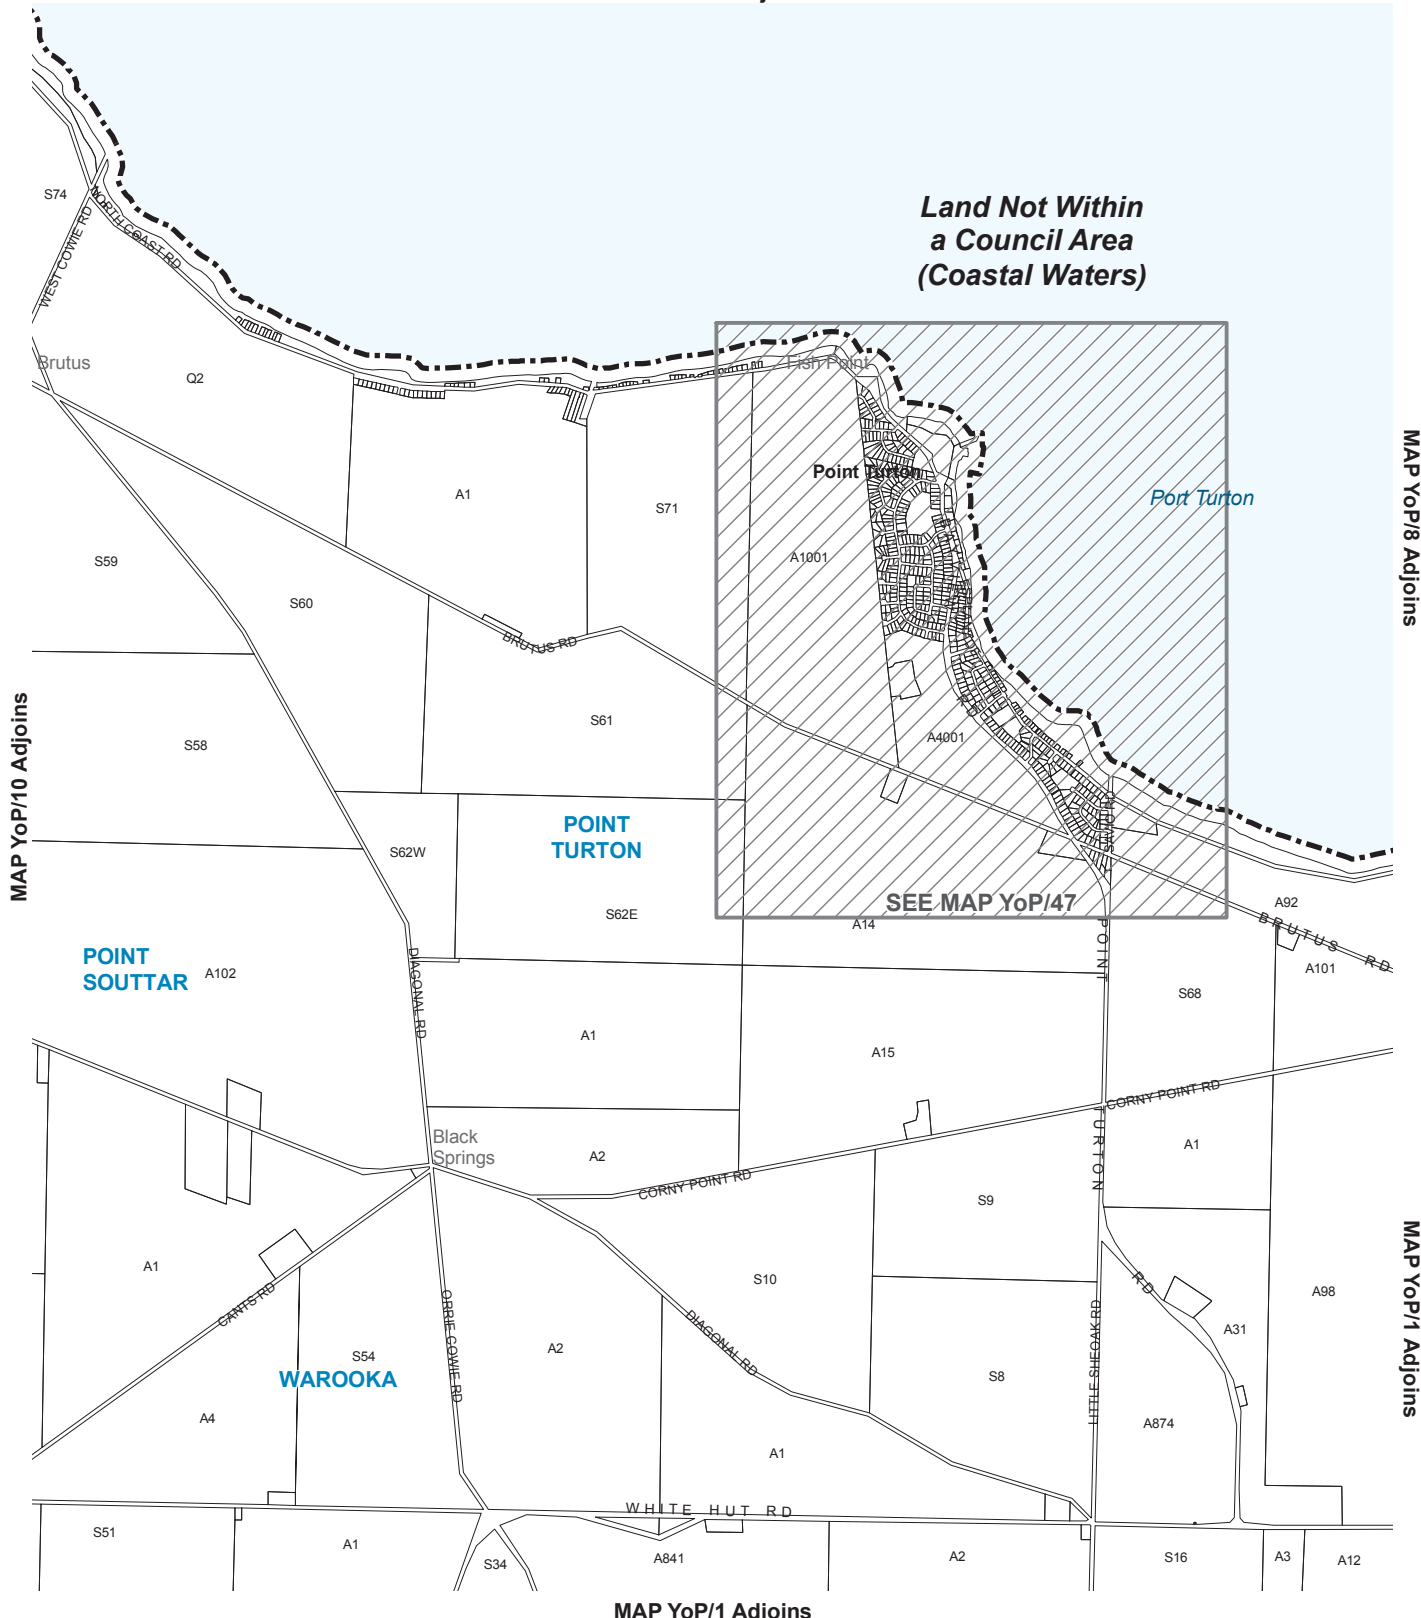 Land Not Within
a Council Area
(Coastal Waters)
S74
WEST COWIE RD
NORTH COAST RD
Brutus
Q2
Fish Point
Point Turton
Port Turton
A1
S71
A1001
S59
S60
BRUTUS RD
S61
A4001
RD
S58
MAP YoP/8 Adjoins
MAP YoP/10 Adjoins
POINT
TURTON
S62W
S62E
SEE MAP YoP/47
A14
A92
BRUTUS RD
A101
POINT
SOUTTAR
A102
DIAGONAL RD
POINT
S68
A1
A15
CORNY POINT RD
TURTON
A1
Black
Springs
A2
CORNY POINT RD
S9
A1
S10
RD
A98
CANTS RD
ORRIE COWIE RD
DIAGONAL RD
LITTLE SHEOAK RD
A31
MAP YoP/1 Adjoins
S54
WAROOKA
A2
S8
A4
A874
A1
WHITE HUT RD
S51
A1
S34
A841
A2
S16
A3
A12
MAP YoP/1 Adjoins